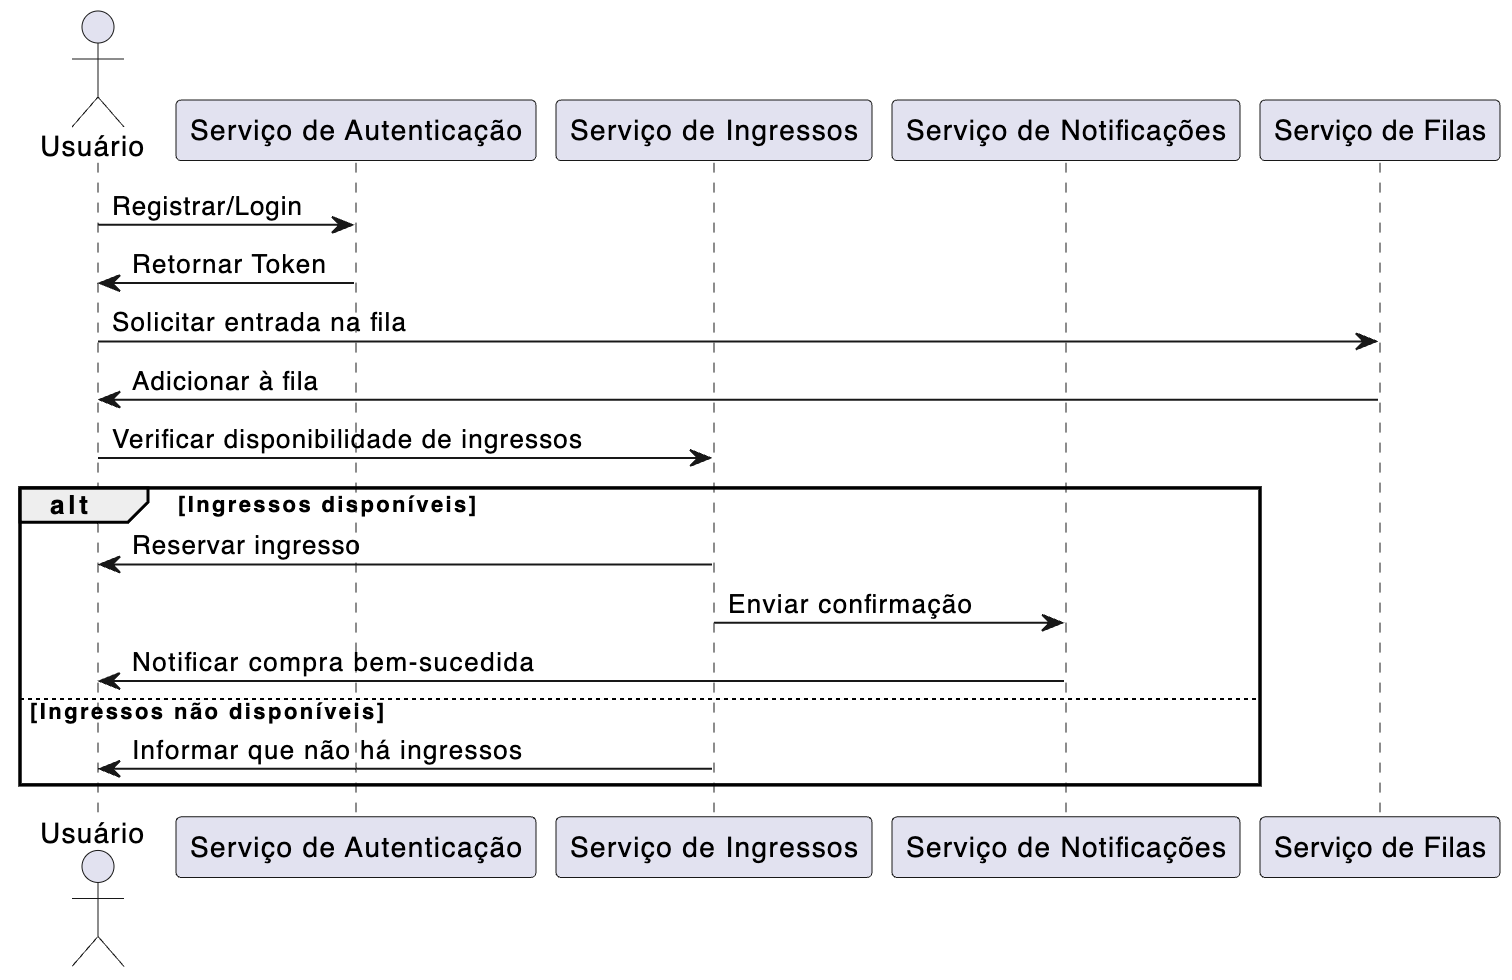 Usuário
Serviço de Autenticação
Serviço de Ingressos
Serviço de Notificações
Serviço de Filas
Registrar/Login
Retornar Token
Solicitar entrada na fila
Adicionar à fila
Verificar disponibilidade de ingressos
alt
[Ingressos disponíveis]
Reservar ingresso
Enviar confirmação
Notificar compra bem-sucedida
[Ingressos não disponíveis]
Informar que não há ingressos
Usuário
Serviço de Autenticação
Serviço de Ingressos
Serviço de Notificações
Serviço de Filas